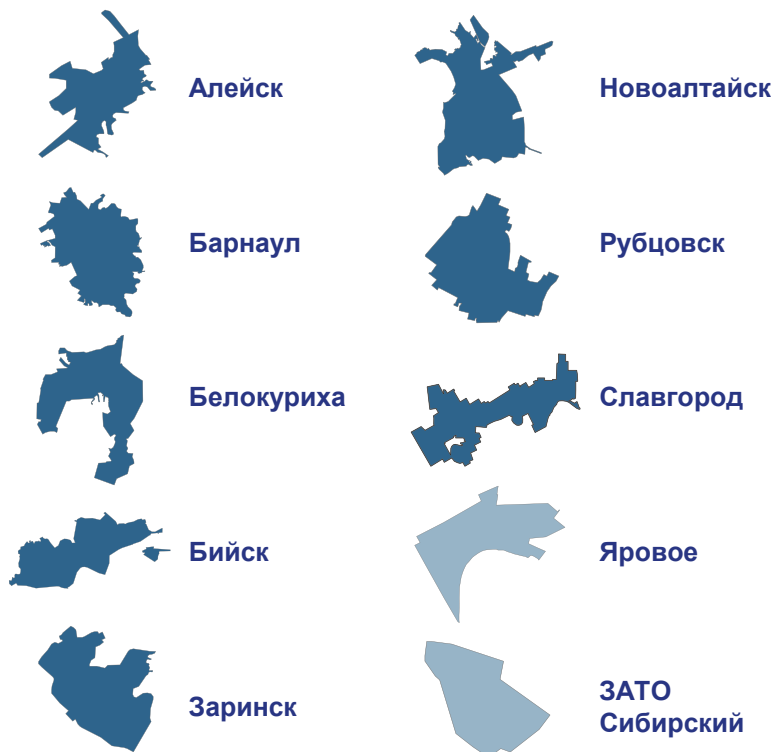 Алейск
Барнаул
Белокуриха
Бийск
Заринск
Новоалтайск
Рубцовск
Славгород
Яровое
ЗАТО
Сибирский